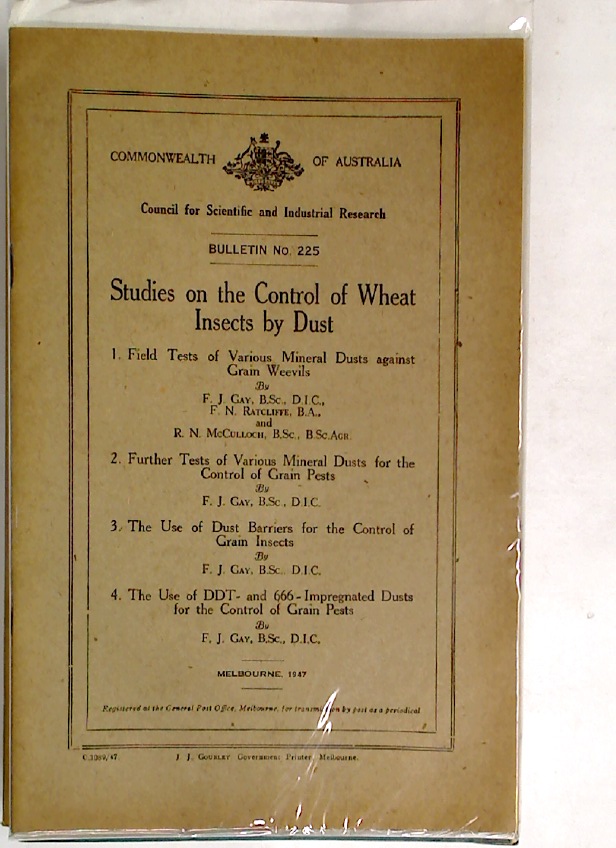 COMMONWEALTH OF AUSTRALIA
Council for Scientific and Industrial Research
BULLETIN No. 225
Studies on the Control of Wheat
Insects by Dust
1. Field Tests of Various Mineral Dusts against
Grain Weevils
By
F. J. GAY, B.Sc., D.I.C.,
F. N. RATCLIFFE, B.A.,
and
R. N. McCULLOCH, B.Sc., B.Sc.Agr.
2. Further Tests of Various Mineral Dusts for the
Control of Grain Pests
By
F. J. GAY, B.Sc., D.I.C.
3. The Use of Dust Barriers for the Control of
Grain Insects
By
F. J. GAY, B.Sc. D.I.C.
4. The Use of DDT- and 666-Impregnated Dusts
for the Control of Grain Pests
By
F. J. GAY, B.Sc., D.I.C.
MELBOURNE, 1947
Registered at the General Post Office, Melbourne, for transmission by post as a periodical
J. J. GOURLEY Government Printer Melbourne.